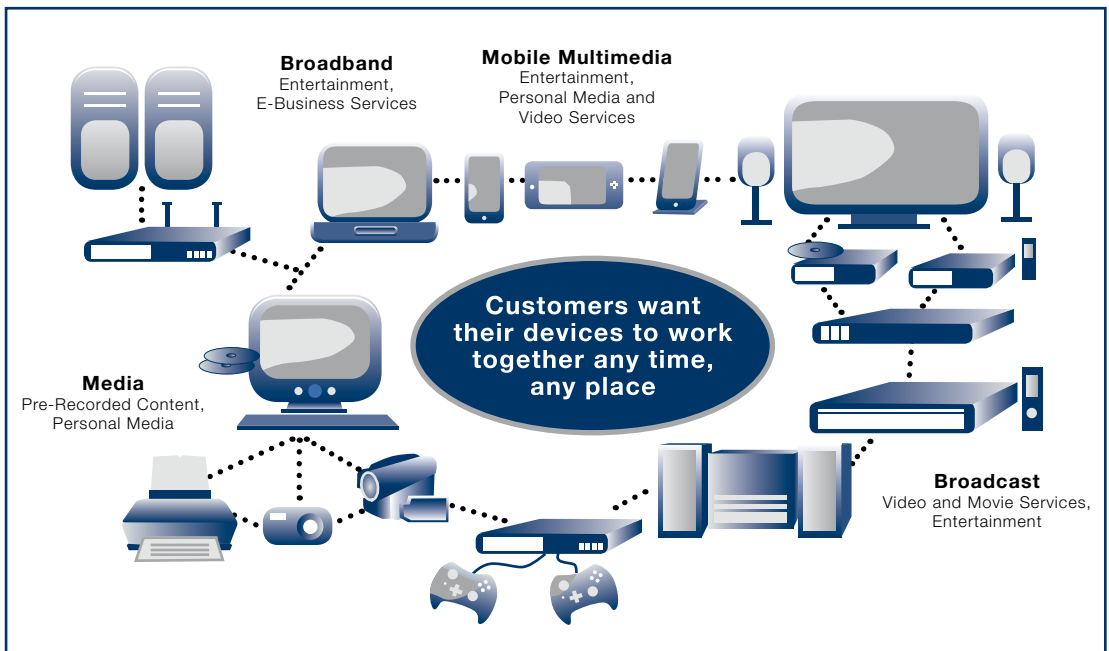 Broadband
Entertainment,
E-Business Services
Mobile Multimedia
Entertainment,
Personal Media and
Video Services
Customers want
their devices to work
together any time,
any place
Media
Pre-Recorded Content,
Personal Media
Broadcast
Video and Movie Services,
Entertainment